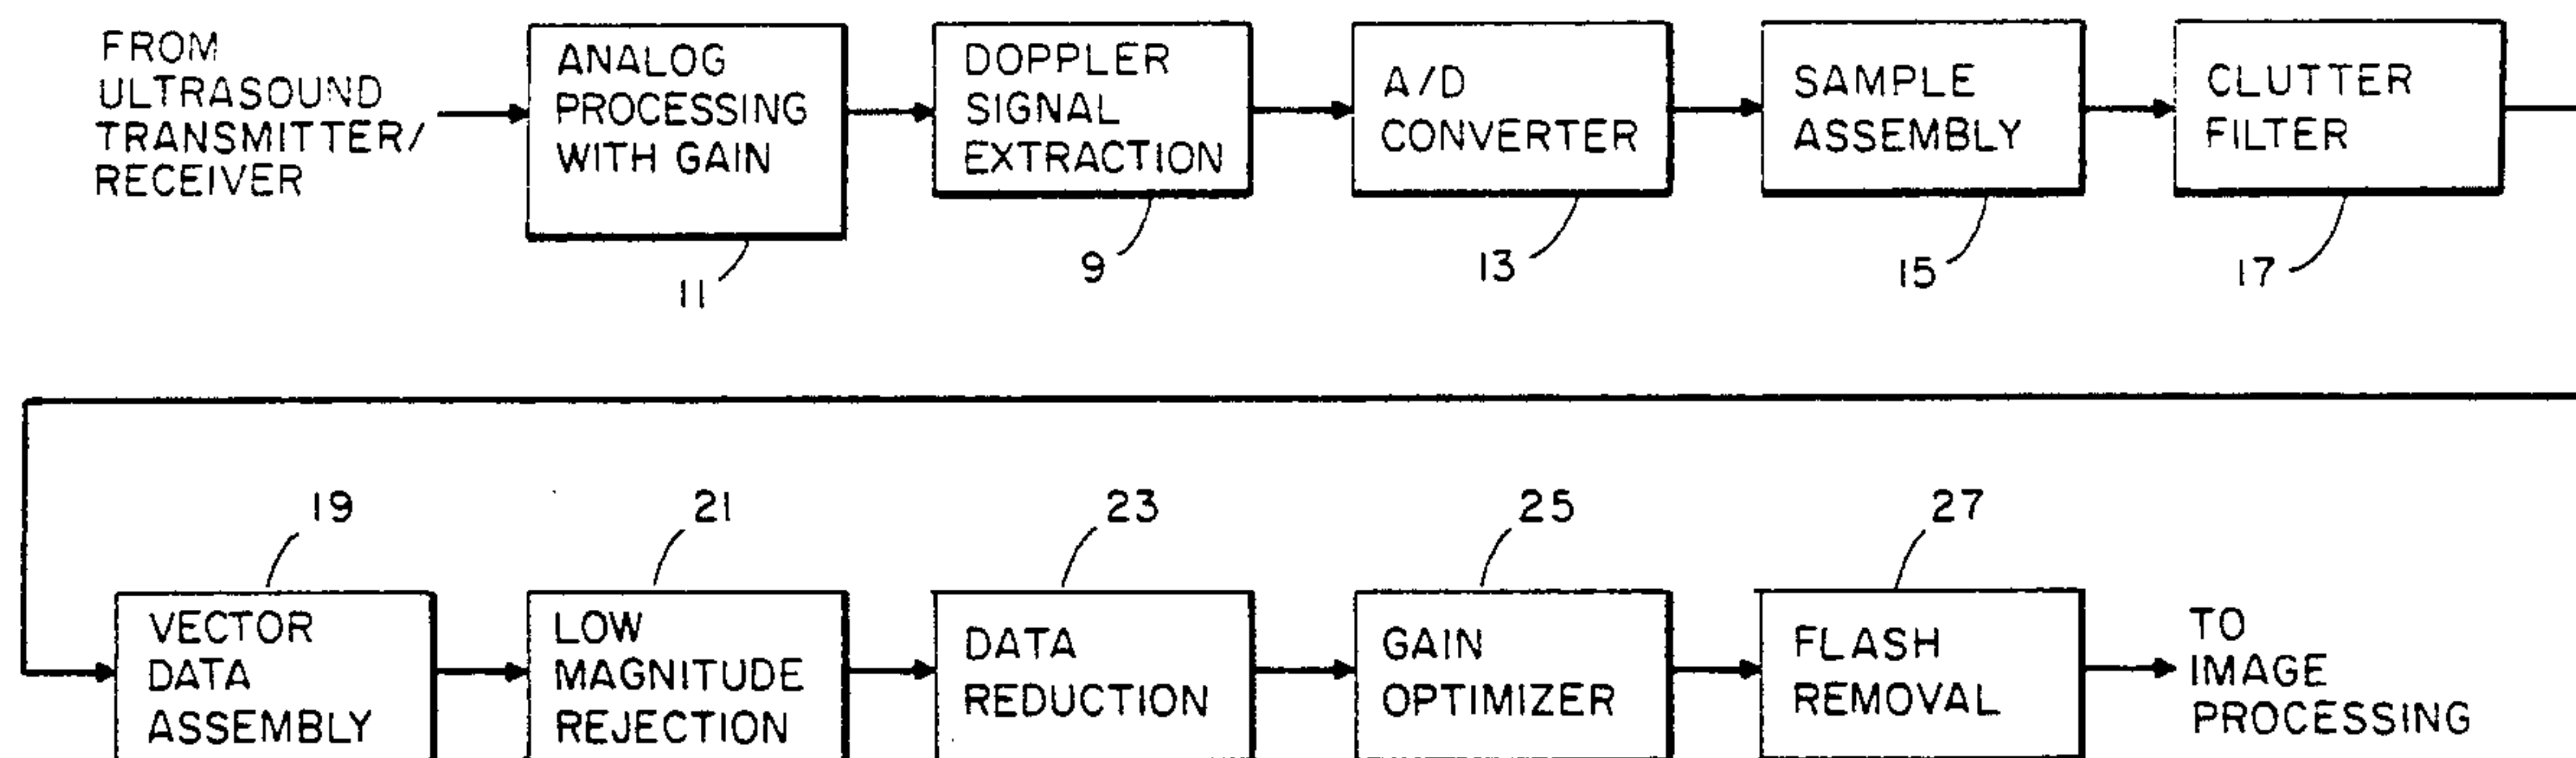 FROM
ULTRASOUND
TRANSMITTER/
RECEIVER
ANALOG
PROCESSING
WITH GAIN
11
DOPPLER
SIGNAL
EXTRACTION
9
A/D
CONVERTER
13
SAMPLE
ASSEMBLY
15
CLUTTER
FILTER
17
19
VECTOR
DATA
ASSEMBLY
21
LOW
MAGNITUDE
REJECTION
23
DATA
REDUCTION
25
GAIN
OPTIMIZER
27
FLASH
REMOVAL
TO
IMAGE
PROCESSING